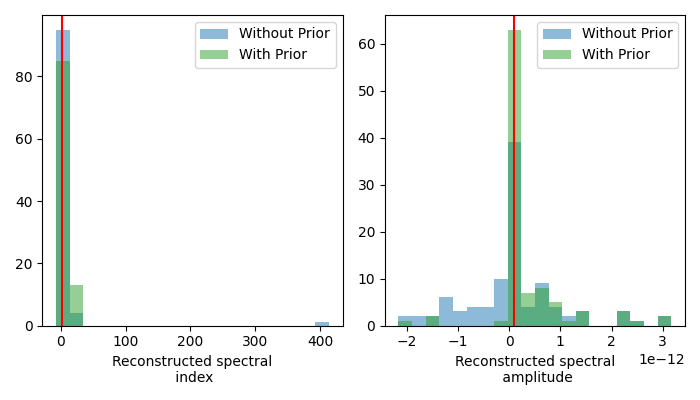 Without Prior
With Prior
80
60
40
20
0
0 100 200 300 400
Reconstructed spectral
index
Without Prior
With Prior
60
50
40
30
20
10
0
−2 −1 0 1 2 3
1e−12
Reconstructed spectral
amplitude